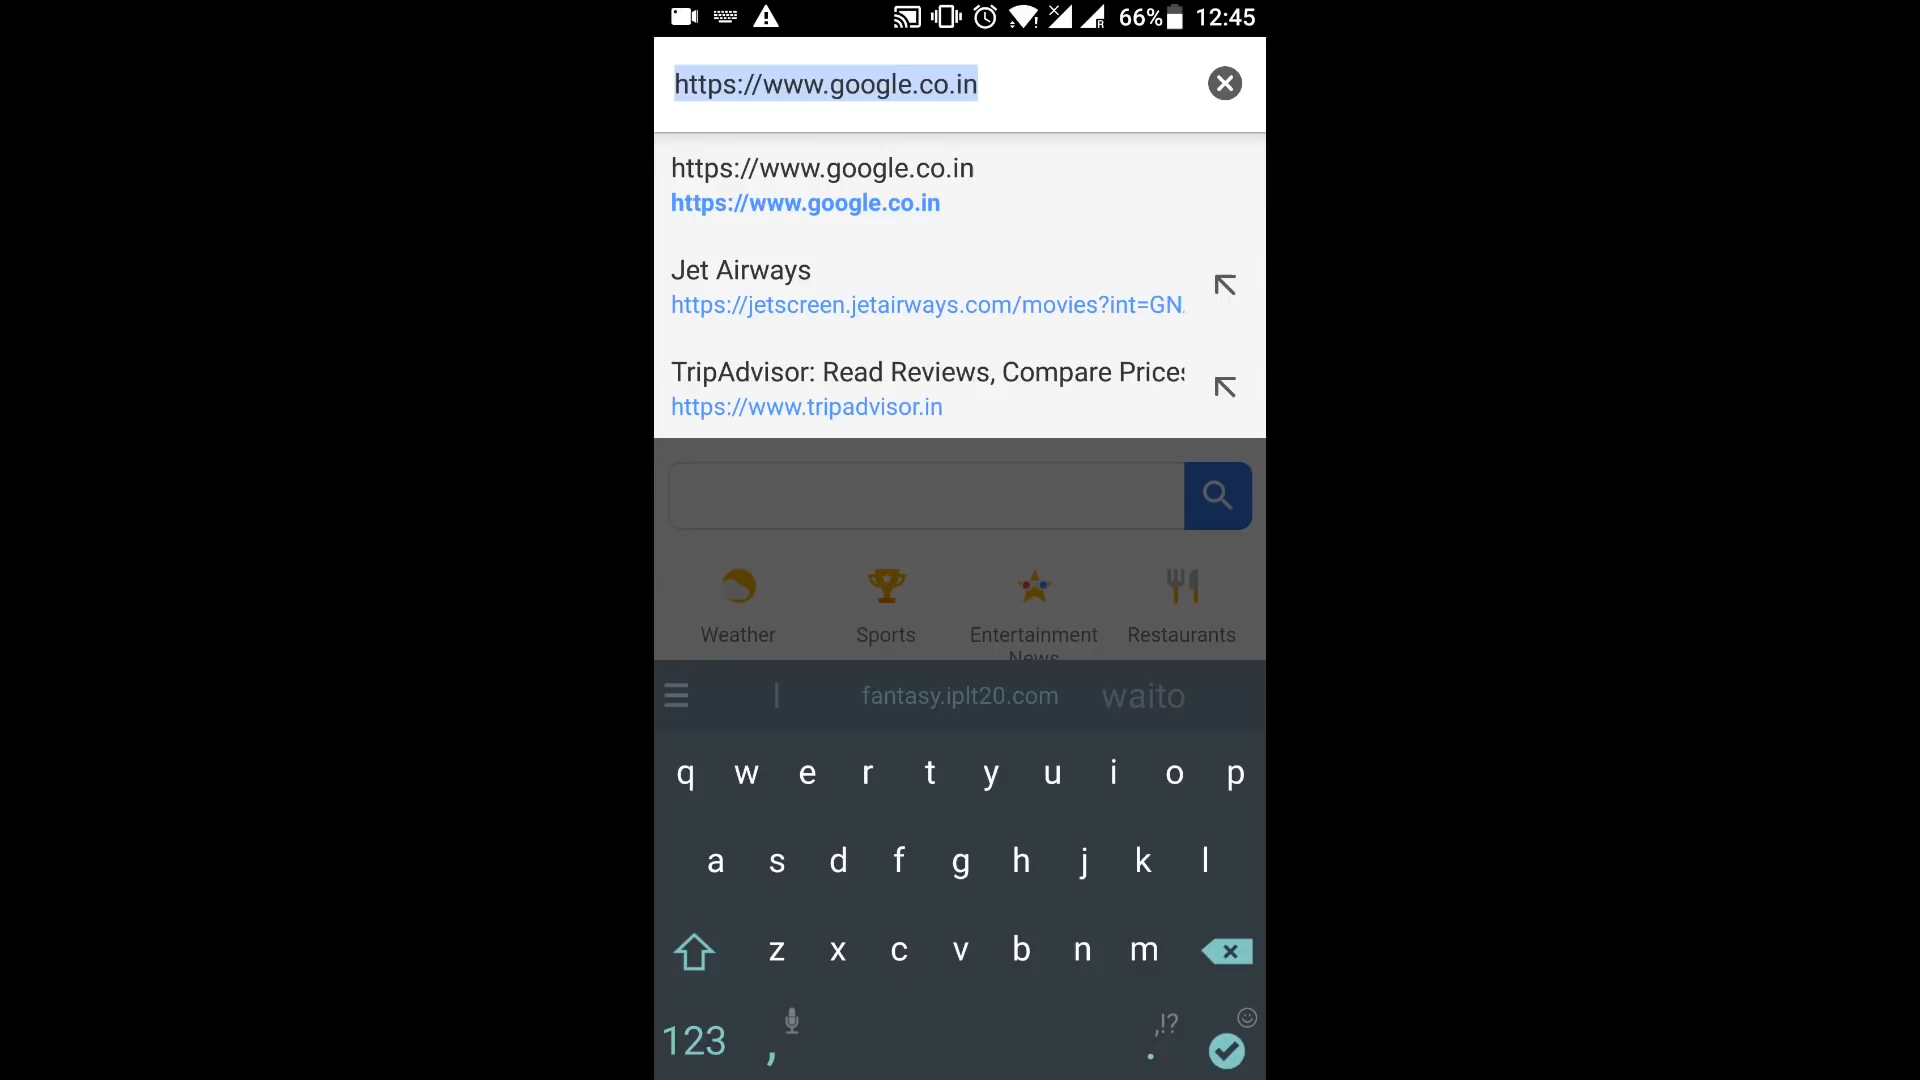 66% 12:45
https://www.google.co.in
https://www.google.co.in
https://www.google.co.in
Jet Airways
https://jetscreen.jetairways.com/movies?int=GN
TripAdvisor: Read Reviews, Compare Prices
https://www.tripadvisor.in
Weather Sports Entertainment Restaurants
News
fantasy.iplt20.com waito
q w e r t y u i o p
a s d f g h j k l
z x c v b n m
,!?
123 , .